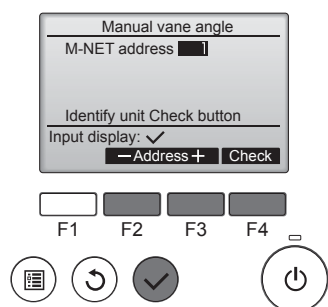 Manual vane angle
M-NET address 1
Identify unit Check button
Input display: ✓
−Address+ Check
F1 F2 F3 F4